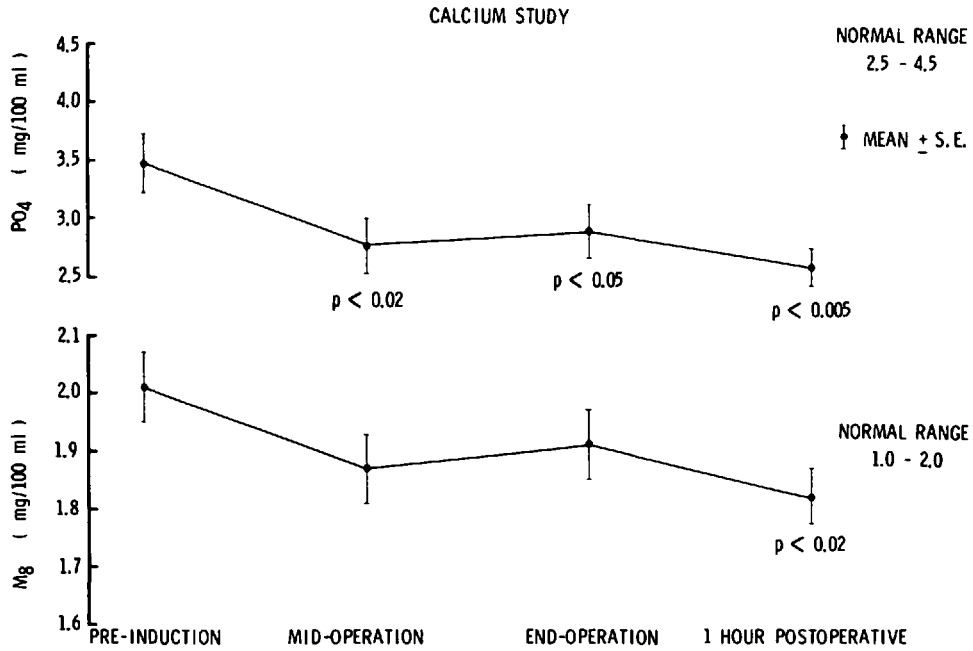 CALCIUM STUDY
NORMAL RANGE
2.5 - 4.5
MEAN ± S.E.
PO4 ( mg/100 ml )
4.5
4.0
3.5
3.0
2.5
p < 0.02
p < 0.05
p < 0.005
M8 ( mg/100 ml )
2.1
2.0
1.9
1.8
1.7
1.6
NORMAL RANGE
1.0 - 2.0
p < 0.02
PRE-INDUCTION MID-OPERATION END-OPERATION 1 HOUR POSTOPERATIVE